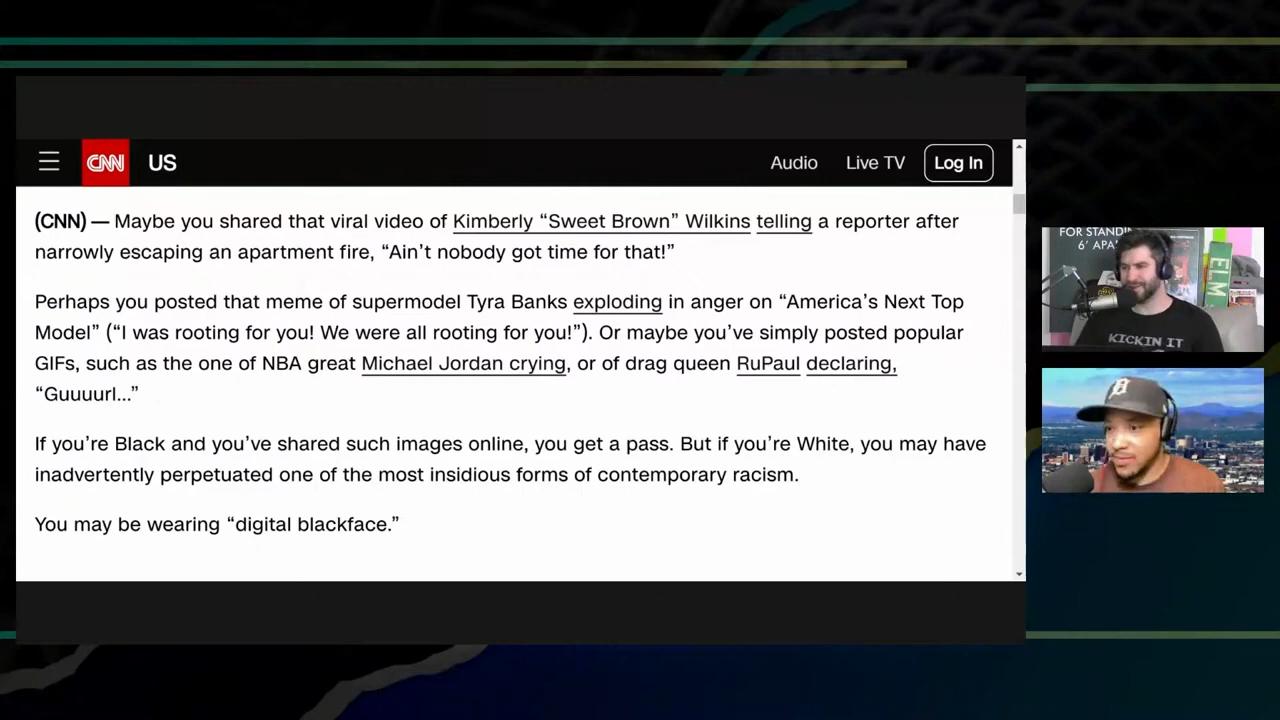 CNN US Audio Live TV Log In
(CNN) — Maybe you shared that viral video of Kimberly “Sweet Brown” Wilkins telling a reporter after
narrowly escaping an apartment fire, “Ain’t nobody got time for that!”
Perhaps you posted that meme of supermodel Tyra Banks exploding in anger on “America’s Next Top
Model” (“I was rooting for you! We were all rooting for you!”). Or maybe you’ve simply posted popular
GIFs, such as the one of NBA great Michael Jordan crying, or of drag queen RuPaul declaring,
“Guuuurl...”
If you’re Black and you’ve shared such images online, you get a pass. But if you’re White, you may have
inadvertently perpetuated one of the most insidious forms of contemporary racism.
You may be wearing “digital blackface.”
FOR STANDING
6’
ELM
KICKIN IT
D